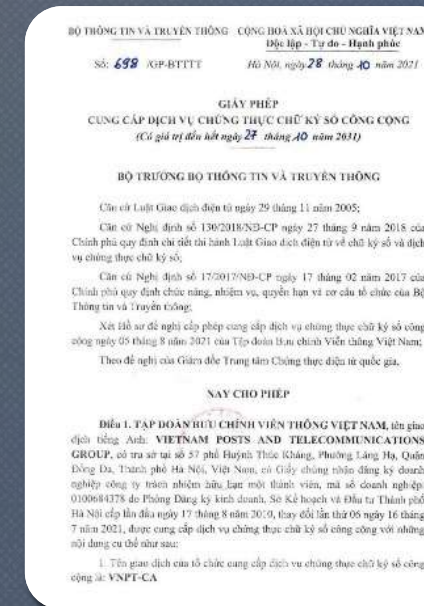 BỘ THÔNG TIN VÀ TRUYỀN THÔNG CỘNG HOÀ XÃ HỘI CHỦ NGHĨA VIỆT NAM
Độc lập - Tự do - Hạnh phúc
Số: 698 /GP-BTTTT Hà Nội, ngày 28 tháng 10 năm 2021
GIẤY PHÉP
CUNG CẤP DỊCH VỤ CHỨNG THỰC CHỮ KÝ SỐ CÔNG CỘNG
(Có giá trị đến hết ngày 27 tháng 10 năm 2031)
BỘ TRƯỞNG BỘ THÔNG TIN VÀ TRUYỀN THÔNG
Căn cứ Luật Giao dịch điện tử ngày 29 tháng 11 năm 2005;
Căn cứ Nghị định số 130/2018/NĐ-CP ngày 27 tháng 9 năm 2018 của
Chính phủ quy định chi tiết thi hành Luật Giao dịch điện tử về chữ ký số và dịch
vụ chứng thực chữ ký số;
Căn cứ Nghị định số 17/2017/NĐ-CP ngày 17 tháng 02 năm 2017 của
Chính phủ quy định chức năng, nhiệm vụ, quyền hạn và cơ cấu tổ chức của Bộ
Thông tin và Truyền thông;
Xét Hồ sơ đề nghị cấp phép cung cấp dịch vụ chứng thực chữ ký số công
cộng ngày 05 tháng 8 năm 2021 của Tập đoàn Bưu chính Viễn thông Việt Nam;
Theo đề nghị của Giám đốc Trung tâm Chứng thực điện tử quốc gia.
NAY CHO PHÉP
Điều 1. TẬP ĐOÀN BƯU CHÍNH VIỄN THÔNG VIỆT NAM, tên giao
dịch tiếng Anh: VIETNAM POSTS AND TELECOMMUNICATIONS
GROUP, có trụ sở tại số 57 phố Huỳnh Thúc Kháng, Phường Láng Hạ, Quận
Đống Đa, Thành phố Hà Nội, Việt Nam, có Giấy chứng nhận đăng ký doanh
nghiệp công ty trách nhiệm hữu hạn một thành viên, mã số doanh nghiệp:
0100684378 do Phòng Đăng ký kinh doanh, Sở Kế hoạch và Đầu tư Thành phố
Hà Nội cấp lần đầu ngày 17 tháng 8 năm 2010, thay đổi lần thứ 06 ngày 16 tháng
7 năm 2021, được cung cấp dịch vụ chứng thực chữ ký số công cộng với những
nội dung cụ thể như sau:
1. Tên giao dịch của tổ chức cung cấp dịch vụ chứng thực chữ ký số công
cộng là: VNPT-CA